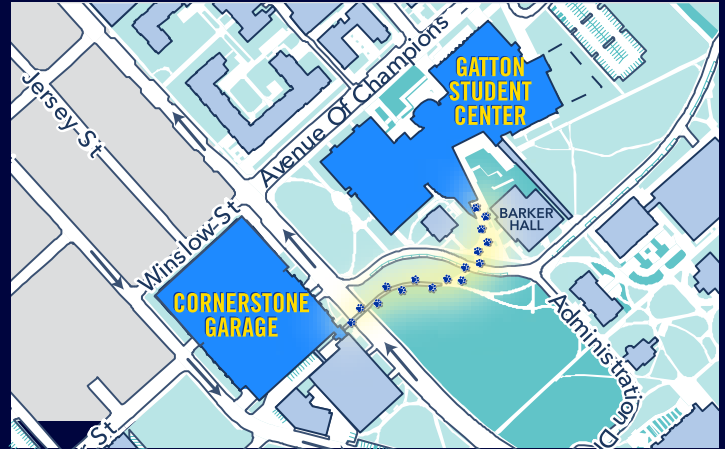 Avenue Of Champions
GATTON
STUDENT
CENTER
Jersey-St
Winslow-St
BARKER
HALL
CORNERSTONE
GARAGE
Administration-D
St